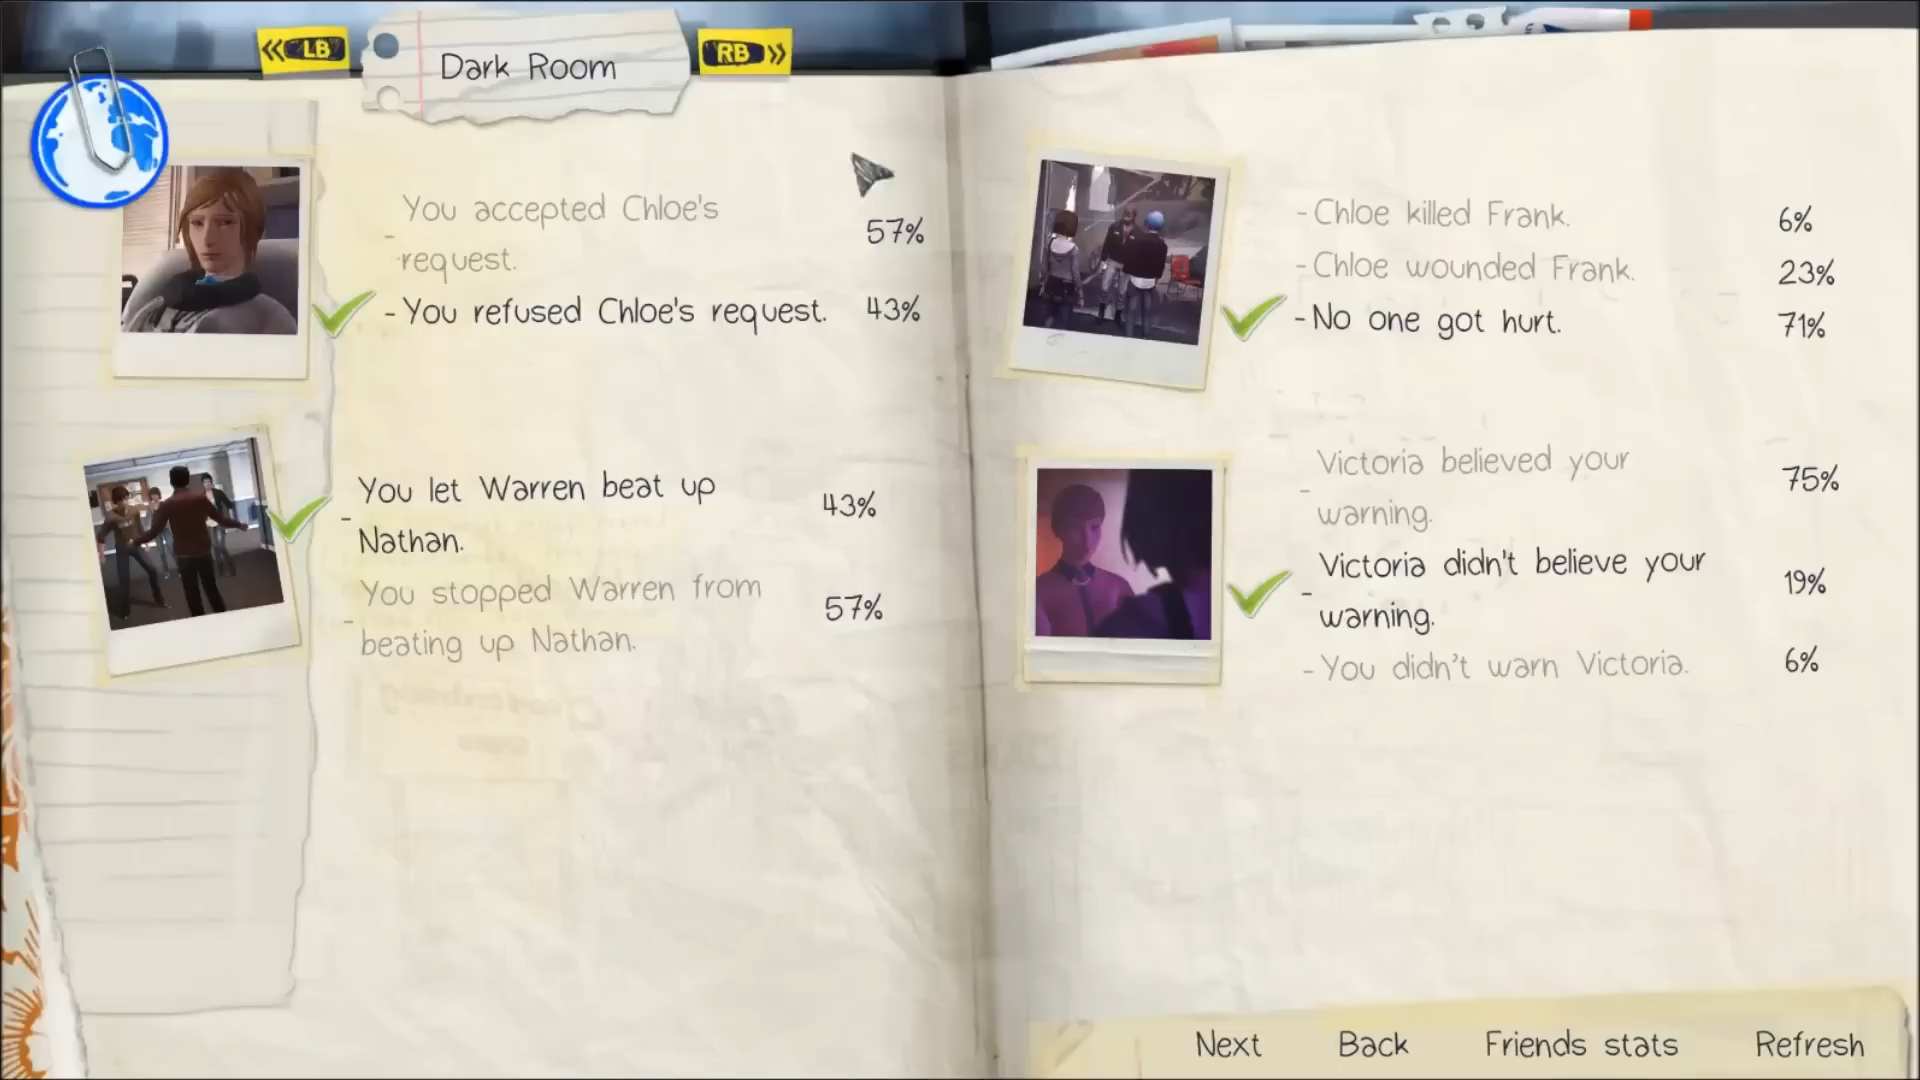 LB
Dark Room
RB
You accepted Chloe's
-
request.
57%
- You refused Chloe's request.
43%
You let Warren beat up
-
Nathan.
43%
You stopped Warren from
-
beating up Nathan.
57%
- Chloe killed Frank.
6%
- Chloe wounded Frank.
23%
- No one got hurt.
71%
Victoria believed your
-
warning.
75%
Victoria didn't believe your
-
warning.
19%
- You didn't warn Victoria.
6%
Next
Back
Friends stats
Refresh